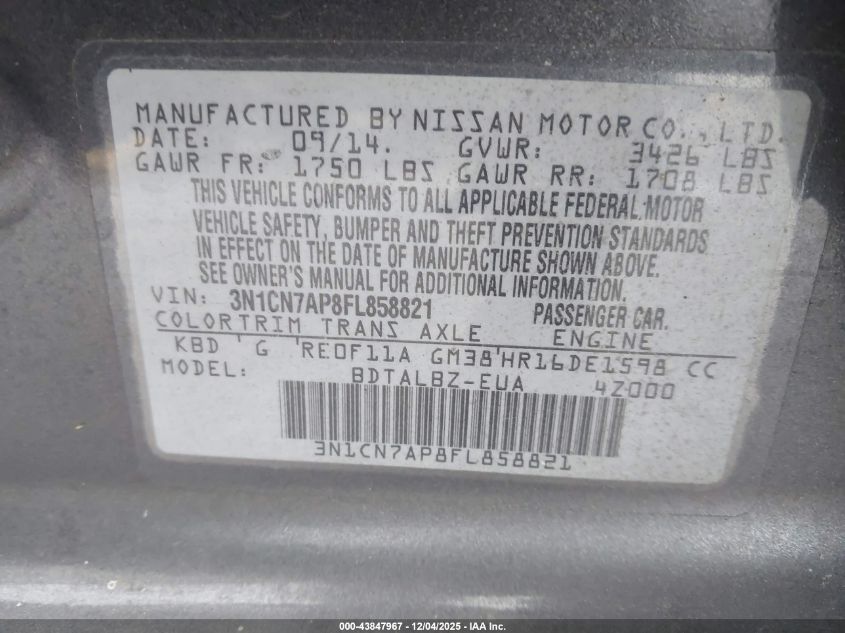 MANUFACTURED BY NISSAN MOTOR CO., LTD.
DATE: 09/14. GVWR: 3426 LBS
GAWR FR: 1750 LBS GAWR RR: 1708 LBS
THIS VEHICLE CONFORMS TO ALL APPLICABLE FEDERAL MOTOR
VEHICLE SAFETY, BUMPER AND THEFT PREVENTION STANDARDS
IN EFFECT ON THE DATE OF MANUFACTURE SHOWN ABOVE.
SEE OWNER'S MANUAL FOR ADDITIONAL INFORMATION.
VIN: 3N1CN7AP8FL858821 PASSENGER CAR.
COLORTRIM TRANS AXLE ENGINE
KBD ' G 'RE0F11A GM38'HR16DE1598 CC
MODEL: BDTALBZ-EUA 4Z000
3N1CN7AP8FL858821
000-43847967 - 12/04/2025 - IAA Inc.